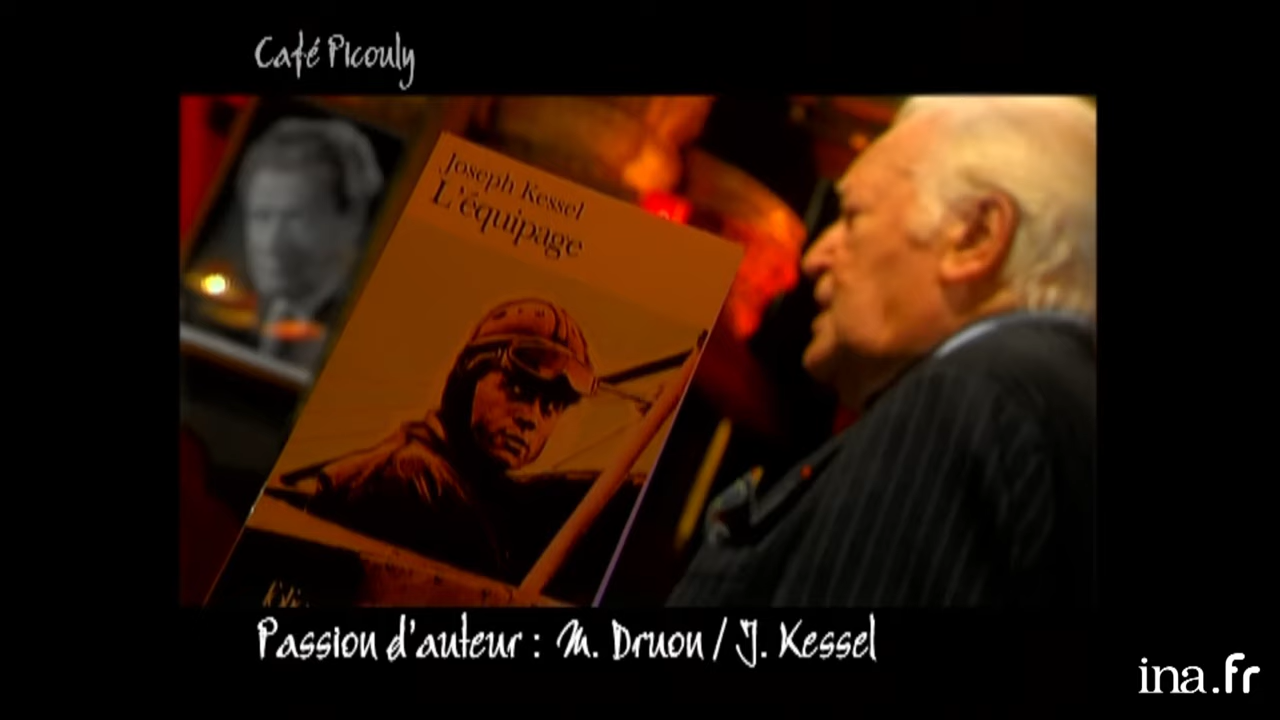 Café Picouly
Joseph Kessel
L'équipage
Passion d'auteur : M. Druon / J. Kessel
ina.fr